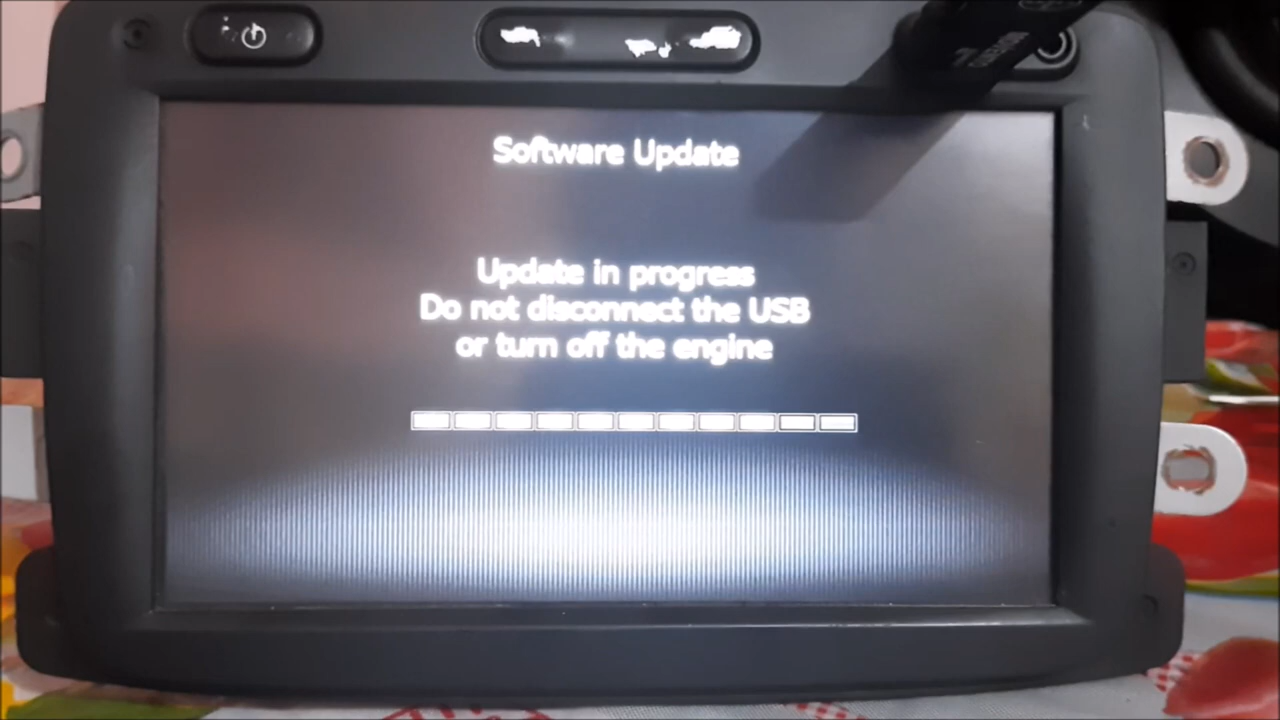 Software Update
Update in progress
Do not disconnect the USB
or turn off the engine